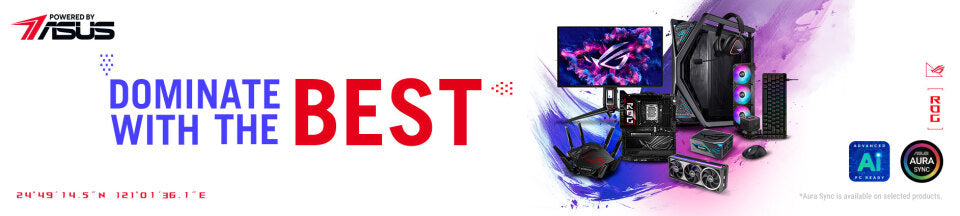 POWERED BY
ASUS
DOMINATE
WITH THE
BEST
24°49'14.5"N 121°01'36.1"E
ROG
ADVANCED
Ai
PC READY
ASUS
AURA
SYNC
*Aura Sync is available on selected products.